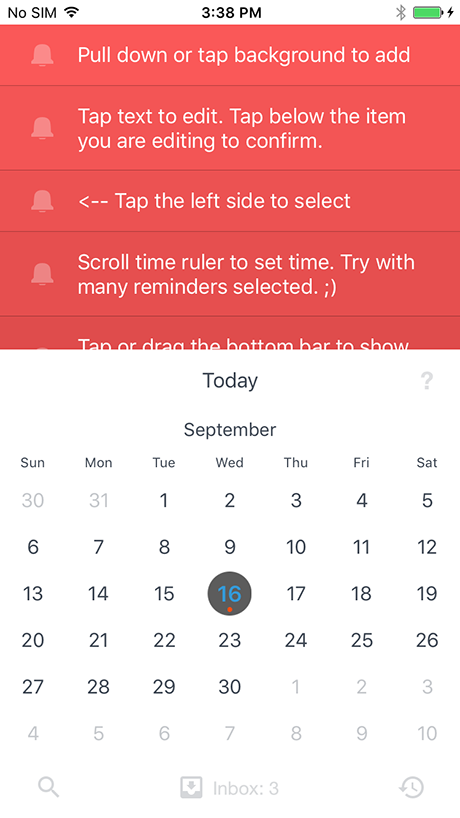 No SIM 3:38 PM
Pull down or tap background to add
Tap text to edit. Tap below the item
you are editing to confirm.
<-- Tap the left side to select
Scroll time ruler to set time. Try with
many reminders selected. ;)
Tap or drag the bottom bar to show
Today ?
September
Sun Mon Tue Wed Thu Fri Sat
30 31 1 2 3 4 5
6 7 8 9 10 11 12
13 14 15 16 17 18 19
20 21 22 23 24 25 26
27 28 29 30 1 2 3
4 5 6 7 8 9 10
Inbox: 3